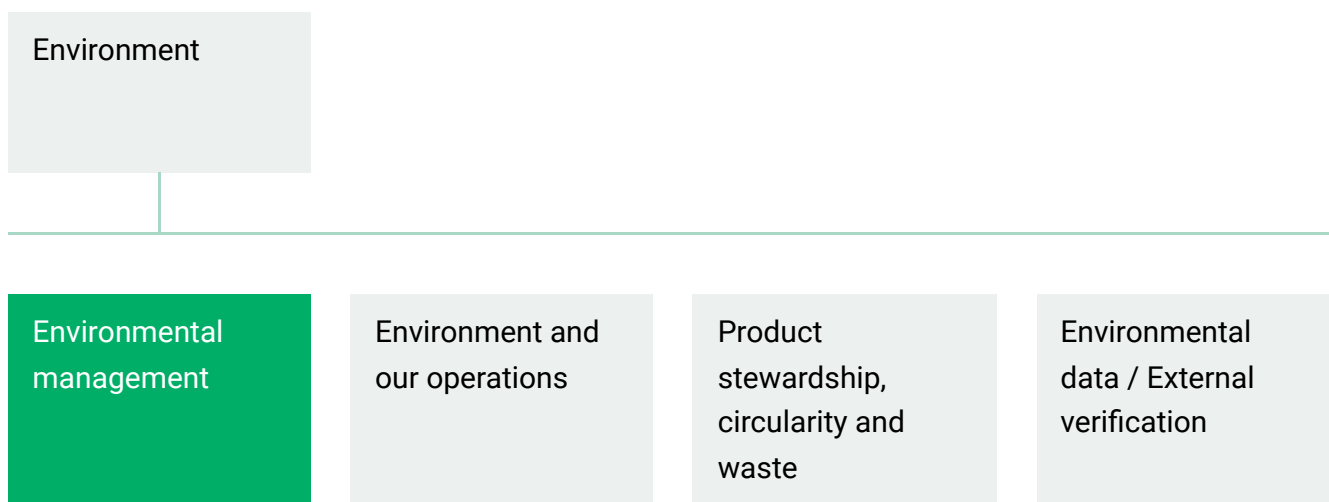 Environment
Environmental
management
Environment and
our operations
Product
stewardship,
circularity and
waste
Environmental
data / External
verification